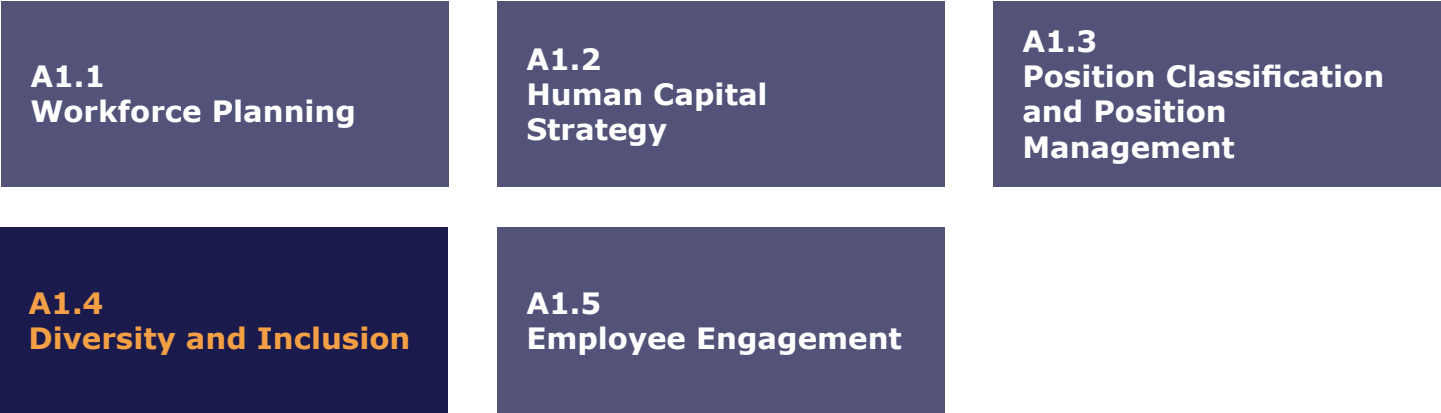 A1.1
Workforce Planning
A1.2
Human Capital
Strategy
A1.3
Position Classification
and Position
Management
A1.4
Diversity and Inclusion
A1.5
Employee Engagement